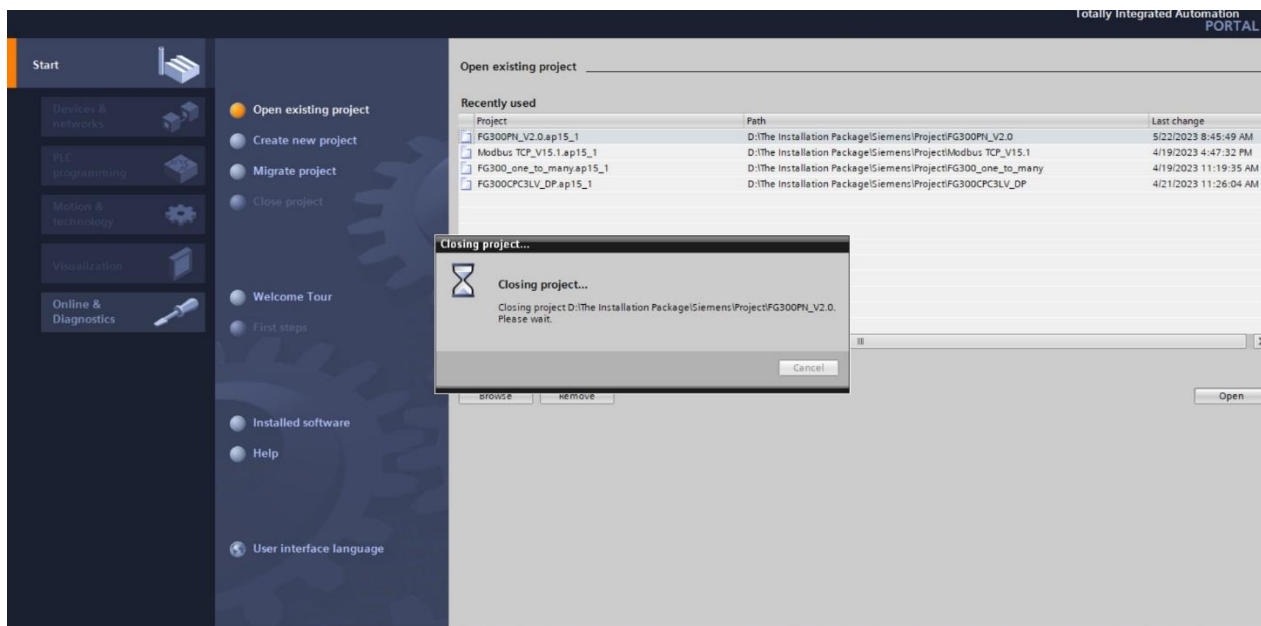 Totally Integrated Automation
PORTAL
Start
Devices &
networks
PLC
programming
Motion &
technology
Visualization
Online &
Diagnostics
Open existing project
Create new project
Migrate project
Close project
Welcome Tour
First steps
Installed software
Help
User interface language
Open existing project
Recently used
Project Path Last change
FG300PN_V2.0.ap15_1 D:\The Installation Package\Siemens\Project\FG300PN_V2.0 5/22/2023 8:45:49 AM
Modbus TCP_V15.1.ap15_1 D:\The Installation Package\Siemens\Project\Modbus TCP_V15.1 4/19/2023 4:47:32 PM
FG300_one_to_many.ap15_1 D:\The Installation Package\Siemens\Project\FG300_one_to_many 4/19/2023 11:19:35 AM
FG300CPC3LV_DP.ap15_1 D:\The Installation Package\Siemens\Project\FG300CPC3LV_DP 4/21/2023 11:26:04 AM
Closing project...
Closing project...
Closing project D:\The Installation Package\Siemens\Project\FG300PN_V2.0.
Please wait.
Cancel
Browse Remove Open